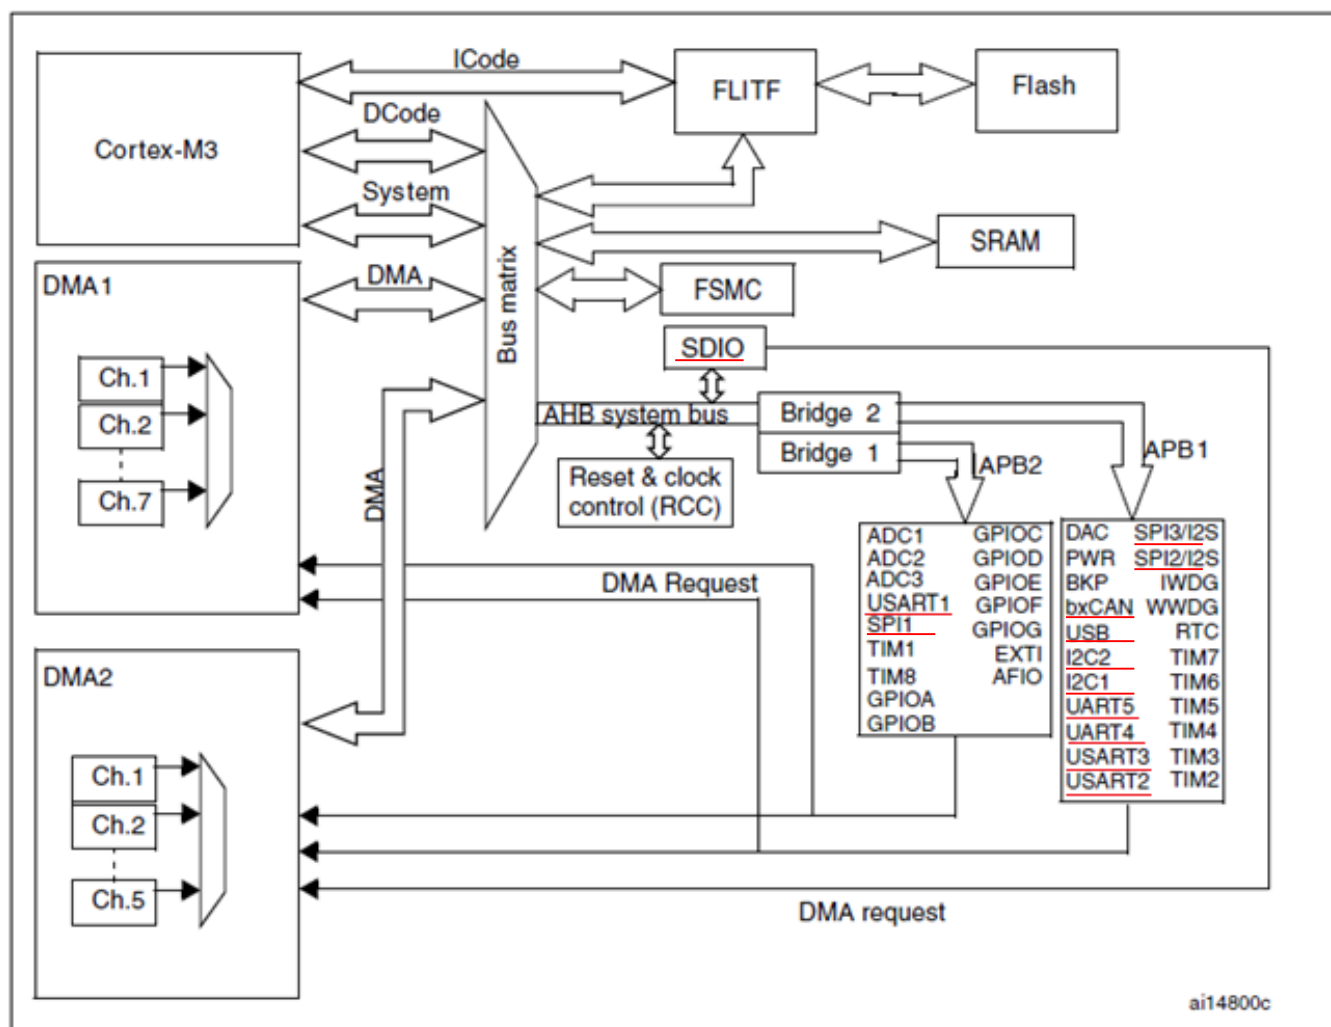 ICode
Cortex-M3
FLITF
Flash
DCode
System
SRAM
DMA1
DMA
Bus matrix
FSMC
SDIO
Ch.1
Ch.2
Ch.7
AHB system bus
Bridge 2
Bridge 1
APB2
APB1
Reset & clock
control (RCC)
DMA
DMA Request
ADC1 GPIOC
ADC2 GPIOD
ADC3 GPIOE
USART1 GPIOF
SPI1 GPIOG
TIM1 EXTI
TIM8 AFIO
GPIOA
GPIOB
DAC SPI3/I2S
PWR SPI2/I2S
BKP IWDG
bxCAN WWDG
USB RTC
I2C2 TIM7
I2C1 TIM6
UART5 TIM5
UART4 TIM4
USART3 TIM3
USART2 TIM2
DMA2
Ch.1
Ch.2
Ch.5
DMA request
ai14800c